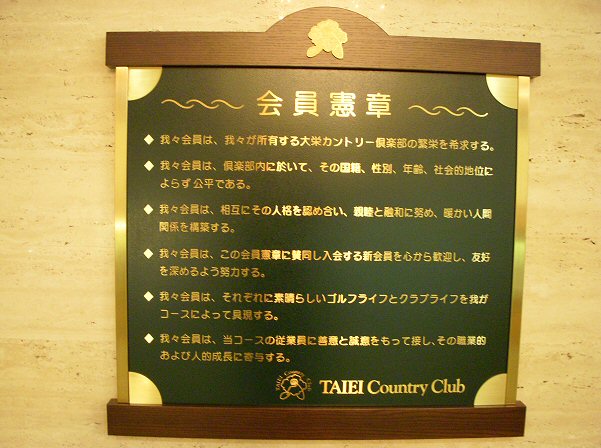 会員憲章
◆ 我々会員は、我々が所有する大栄カントリー倶楽部の繁栄を希求する。
◆ 我々会員は、倶楽部内に於いて、その国籍、性別、年齢、社会的地位に
よらず公平である。
◆ 我々会員は、相互にその人格を認め合い、親睦と融和に努め、暖かい人間
関係を構築する。
◆ 我々会員は、この会員憲章に賛同し入会する新会員を心から歓迎し、友好
を深めるよう努力する。
◆ 我々会員は、それぞれに素晴らしいゴルフライフとクラブライフを我が
コースによって具現する。
◆ 我々会員は、当コースの従業員に善意と誠意をもって接し、その職業的
および人的成長に寄与する。
TAIEI Country Club
TAIEI Country Club